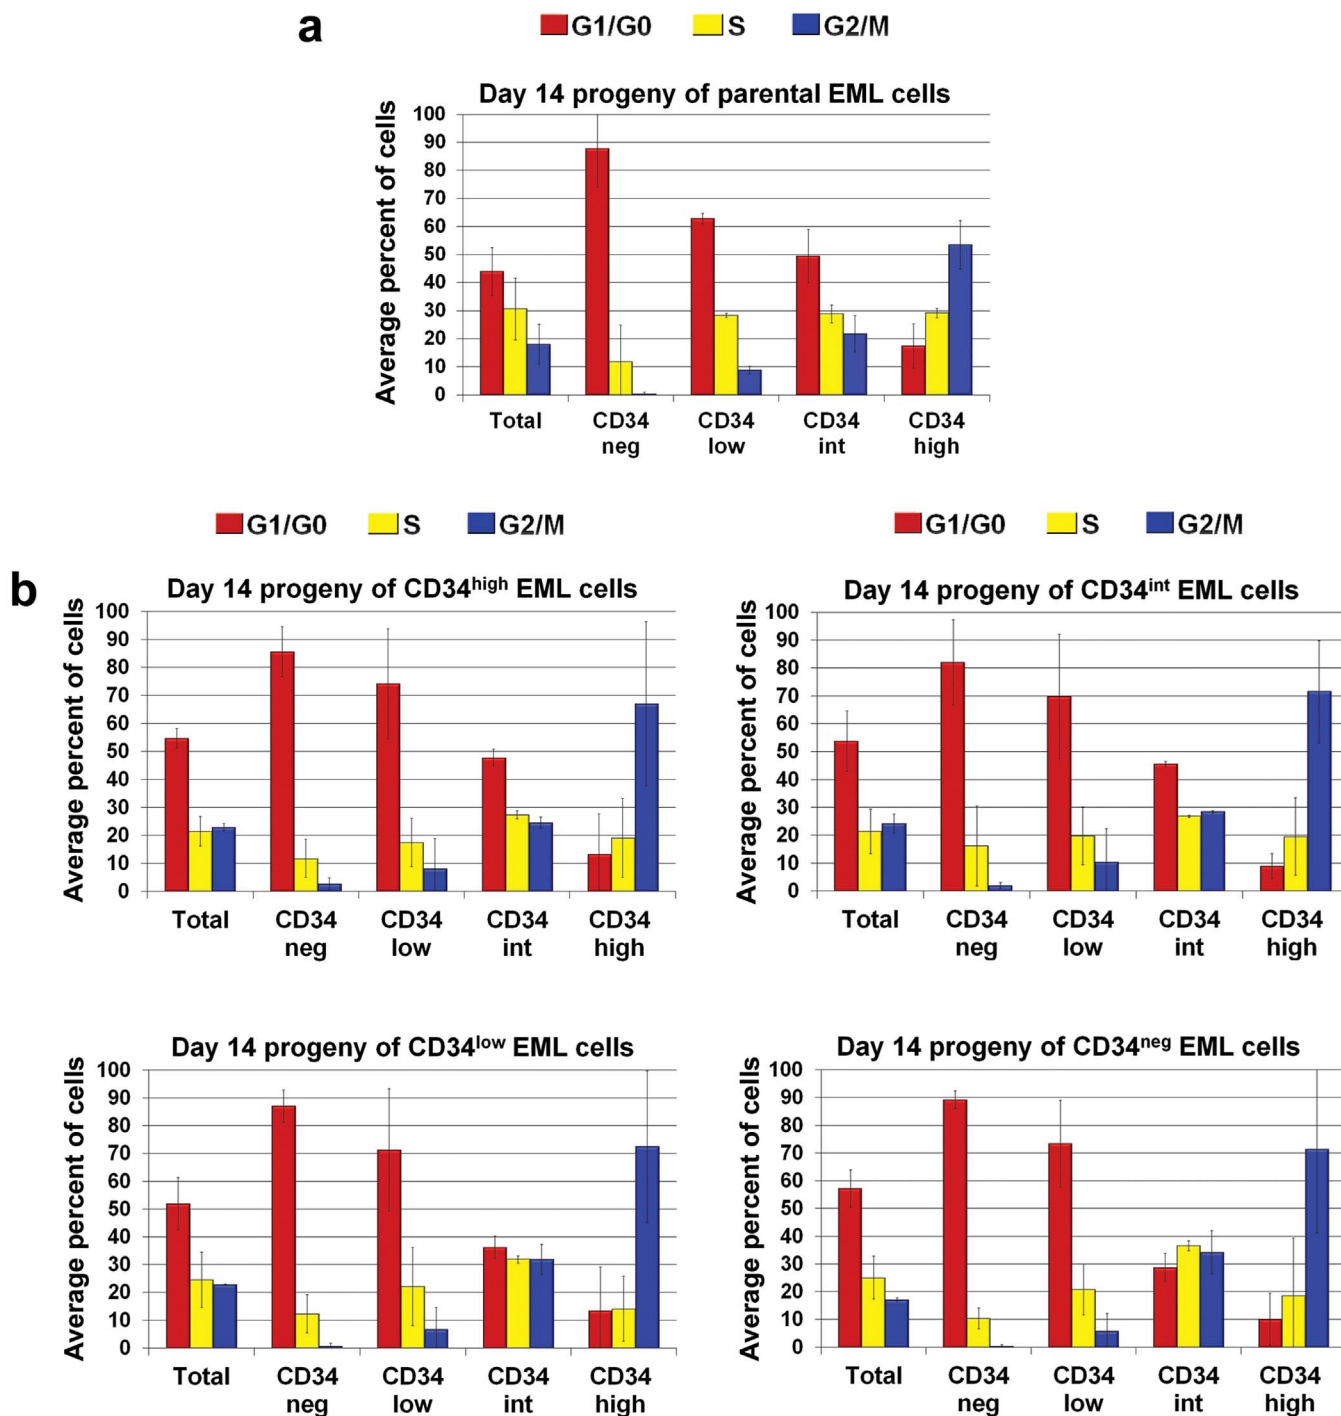 a
G1/G0 S G2/M
Day 14 progeny of parental EML cells
Average percent of cells
100
90
80
70
60
50
40
30
20
10
0
Total CD34 CD34 CD34 CD34
neg low int high
G1/G0 S G2/M
G1/G0 S G2/M
b
Day 14 progeny of CD34high EML cells
Average percent of cells
100
90
80
70
60
50
40
30
20
10
0
Total CD34 CD34 CD34 CD34
neg low int high
Day 14 progeny of CD34int EML cells
Average percent of cells
100
90
80
70
60
50
40
30
20
10
0
Total CD34 CD34 CD34 CD34
neg low int high
Day 14 progeny of CD34low EML cells
Average percent of cells
100
90
80
70
60
50
40
30
20
10
0
Total CD34 CD34 CD34 CD34
neg low int high
Day 14 progeny of CD34neg EML cells
Average percent of cells
100
90
80
70
60
50
40
30
20
10
0
Total CD34 CD34 CD34 CD34
neg low int high